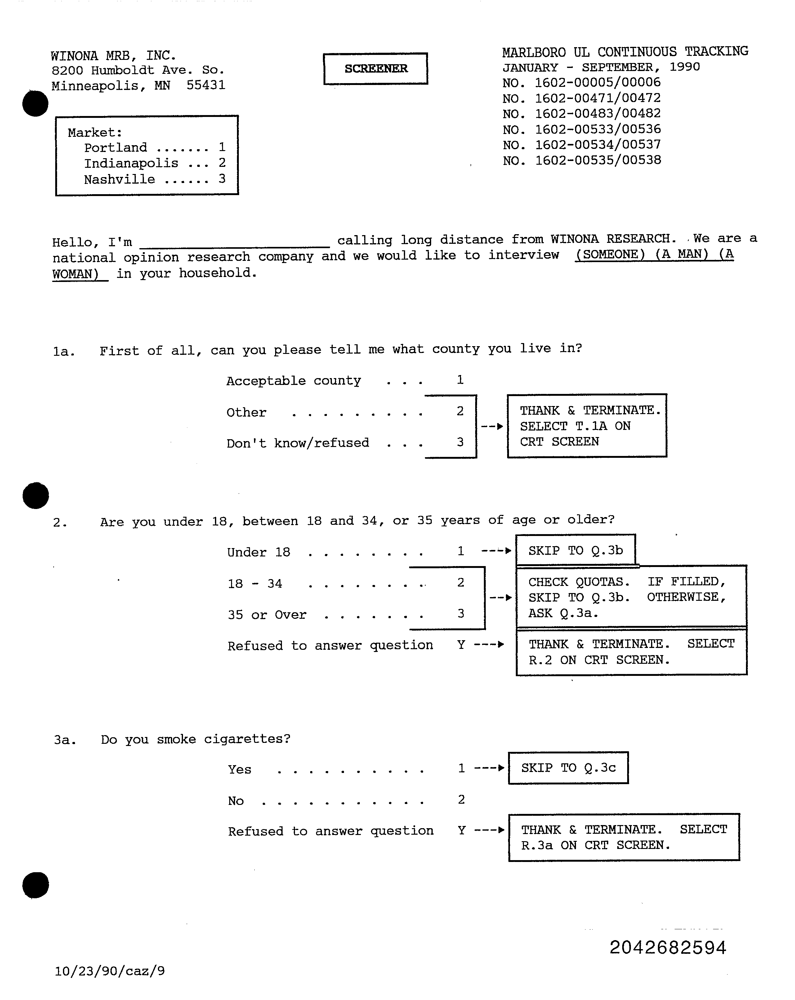 WINONA MRB, INC.
8200 Humboldt Ave. So.
Minneapolis, MN 55431
SCREENER
MARLBORO UL CONTINUOUS TRACKING
JANUARY - SEPTEMBER, 1990
NO. 1602-00005/00006
NO. 1602-00471/00472
NO. 1602-00483/00482
NO. 1602-00533/00536
NO. 1602-00534/00537
NO. 1602-00535/00538
Market:
Portland ....... 1
Indianapolis ... 2
Nashville ...... 3
Hello, I'm ______________________ calling long distance from WINONA RESEARCH. We are a
national opinion research company and we would like to interview (SOMEONE) (A MAN) (A
WOMAN) in your household.
1a. First of all, can you please tell me what county you live in?
Acceptable county . . . 1
Other . . . . . . . . . 2
Don't know/refused . . . 3
THANK & TERMINATE.
SELECT T.1A ON
CRT SCREEN
2. Are you under 18, between 18 and 34, or 35 years of age or older?
Under 18 . . . . . . . . 1 SKIP TO Q.3b
18 - 34 . . . . . . . . 2
35 or Over . . . . . . . 3
CHECK QUOTAS. IF FILLED,
SKIP TO Q.3b. OTHERWISE,
ASK Q.3a.
Refused to answer question Y
THANK & TERMINATE. SELECT
R.2 ON CRT SCREEN.
3a. Do you smoke cigarettes?
Yes . . . . . . . . . . 1 SKIP TO Q.3c
No . . . . . . . . . . . 2
Refused to answer question Y
THANK & TERMINATE. SELECT
R.3a ON CRT SCREEN.
2042682594
10/23/90/caz/9